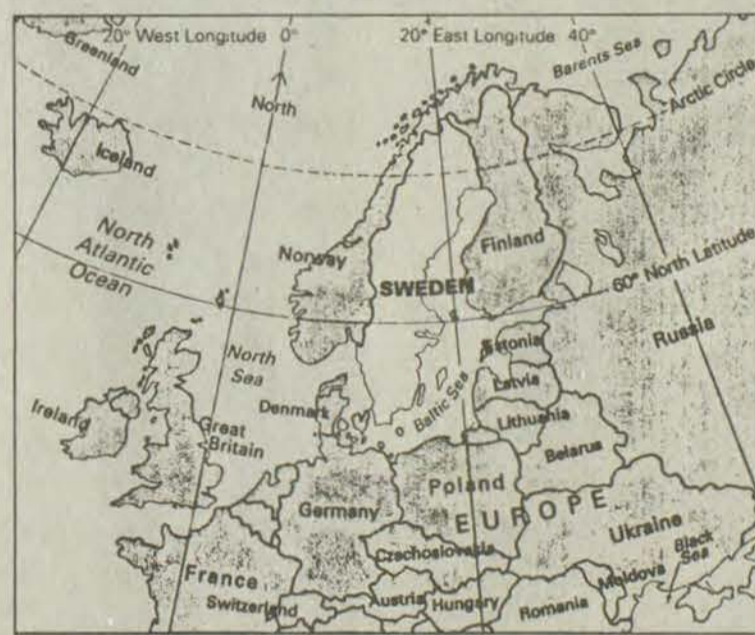 20° West Longitude 0° 20° East Longitude 40°
Greenland
Barents Sea
North
Arctic Circle
Iceland
North
Atlantic
Ocean
Norway
Finland
SWEDEN
60° North Latitude
Russia
North
Sea
Estonia
Latvia
Baltic Sea
Lithuania
Denmark
Ireland
Great
Britain
Belarus
Poland
Germany
EUROPE
Ukraine
Black
Sea
Czechoslovakia
France
Moldova
Switzerland
Austria
Hungary
Romania